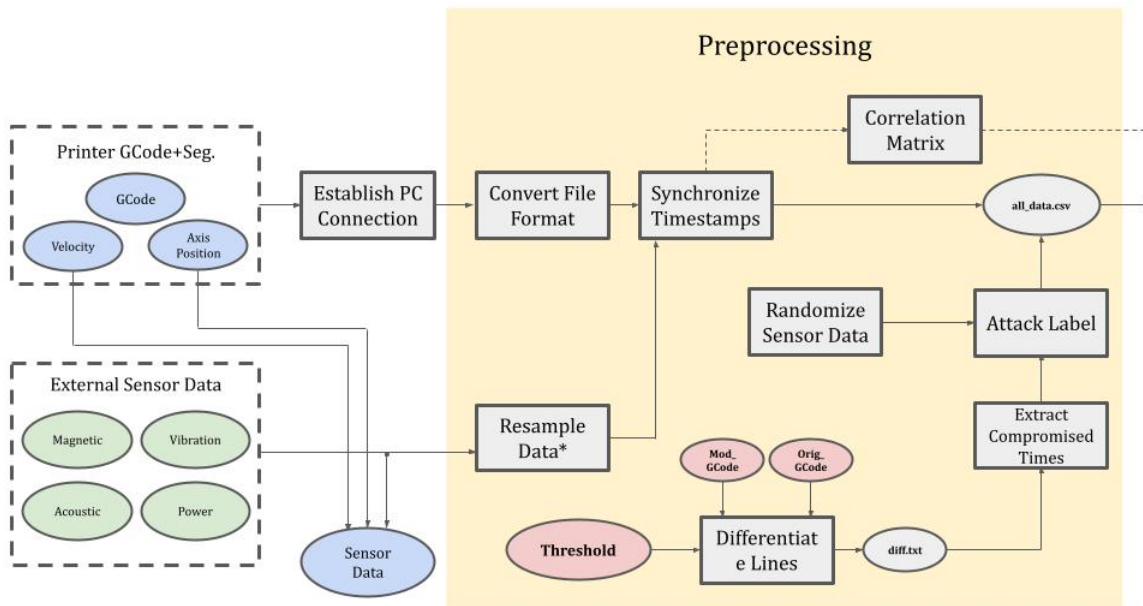 Preprocessing
Correlation
Matrix
Printer GCode+Seg.
GCode
Velocity
Axis
Position
Establish PC
Connection
Convert File
Format
Synchronize
Timestamps
all_data.csv
Randomize
Sensor Data
Attack Label
External Sensor Data
Magnetic
Vibration
Acoustic
Power
Resample
Data*
Mod_
GCode
Orig_
GCode
Extract
Compromised
Times
Threshold
Differentiat
e Lines
diff.txt
Sensor
Data